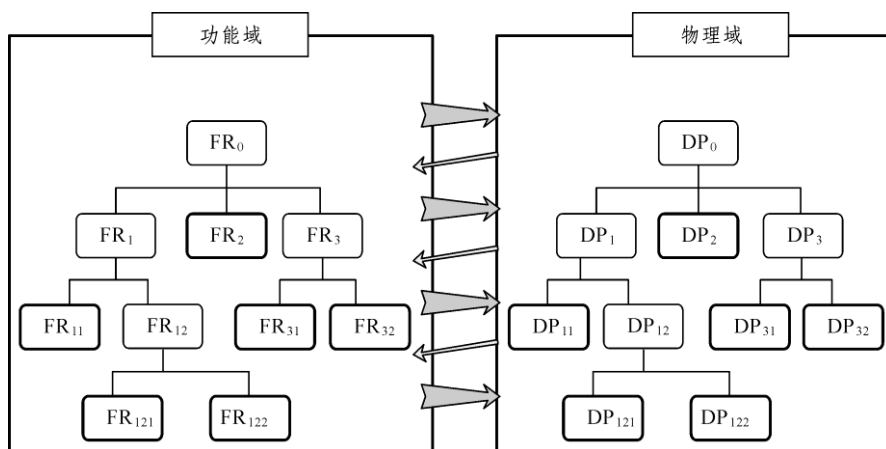 功能域
物理域
FR₀
DP₀
FR₁
FR₂
FR₃
DP₁
DP₂
DP₃
FR₁₁
FR₁₂
FR₃₁
FR₃₂
DP₁₁
DP₁₂
DP₃₁
DP₃₂
FR₁₂₁
FR₁₂₂
DP₁₂₁
DP₁₂₂